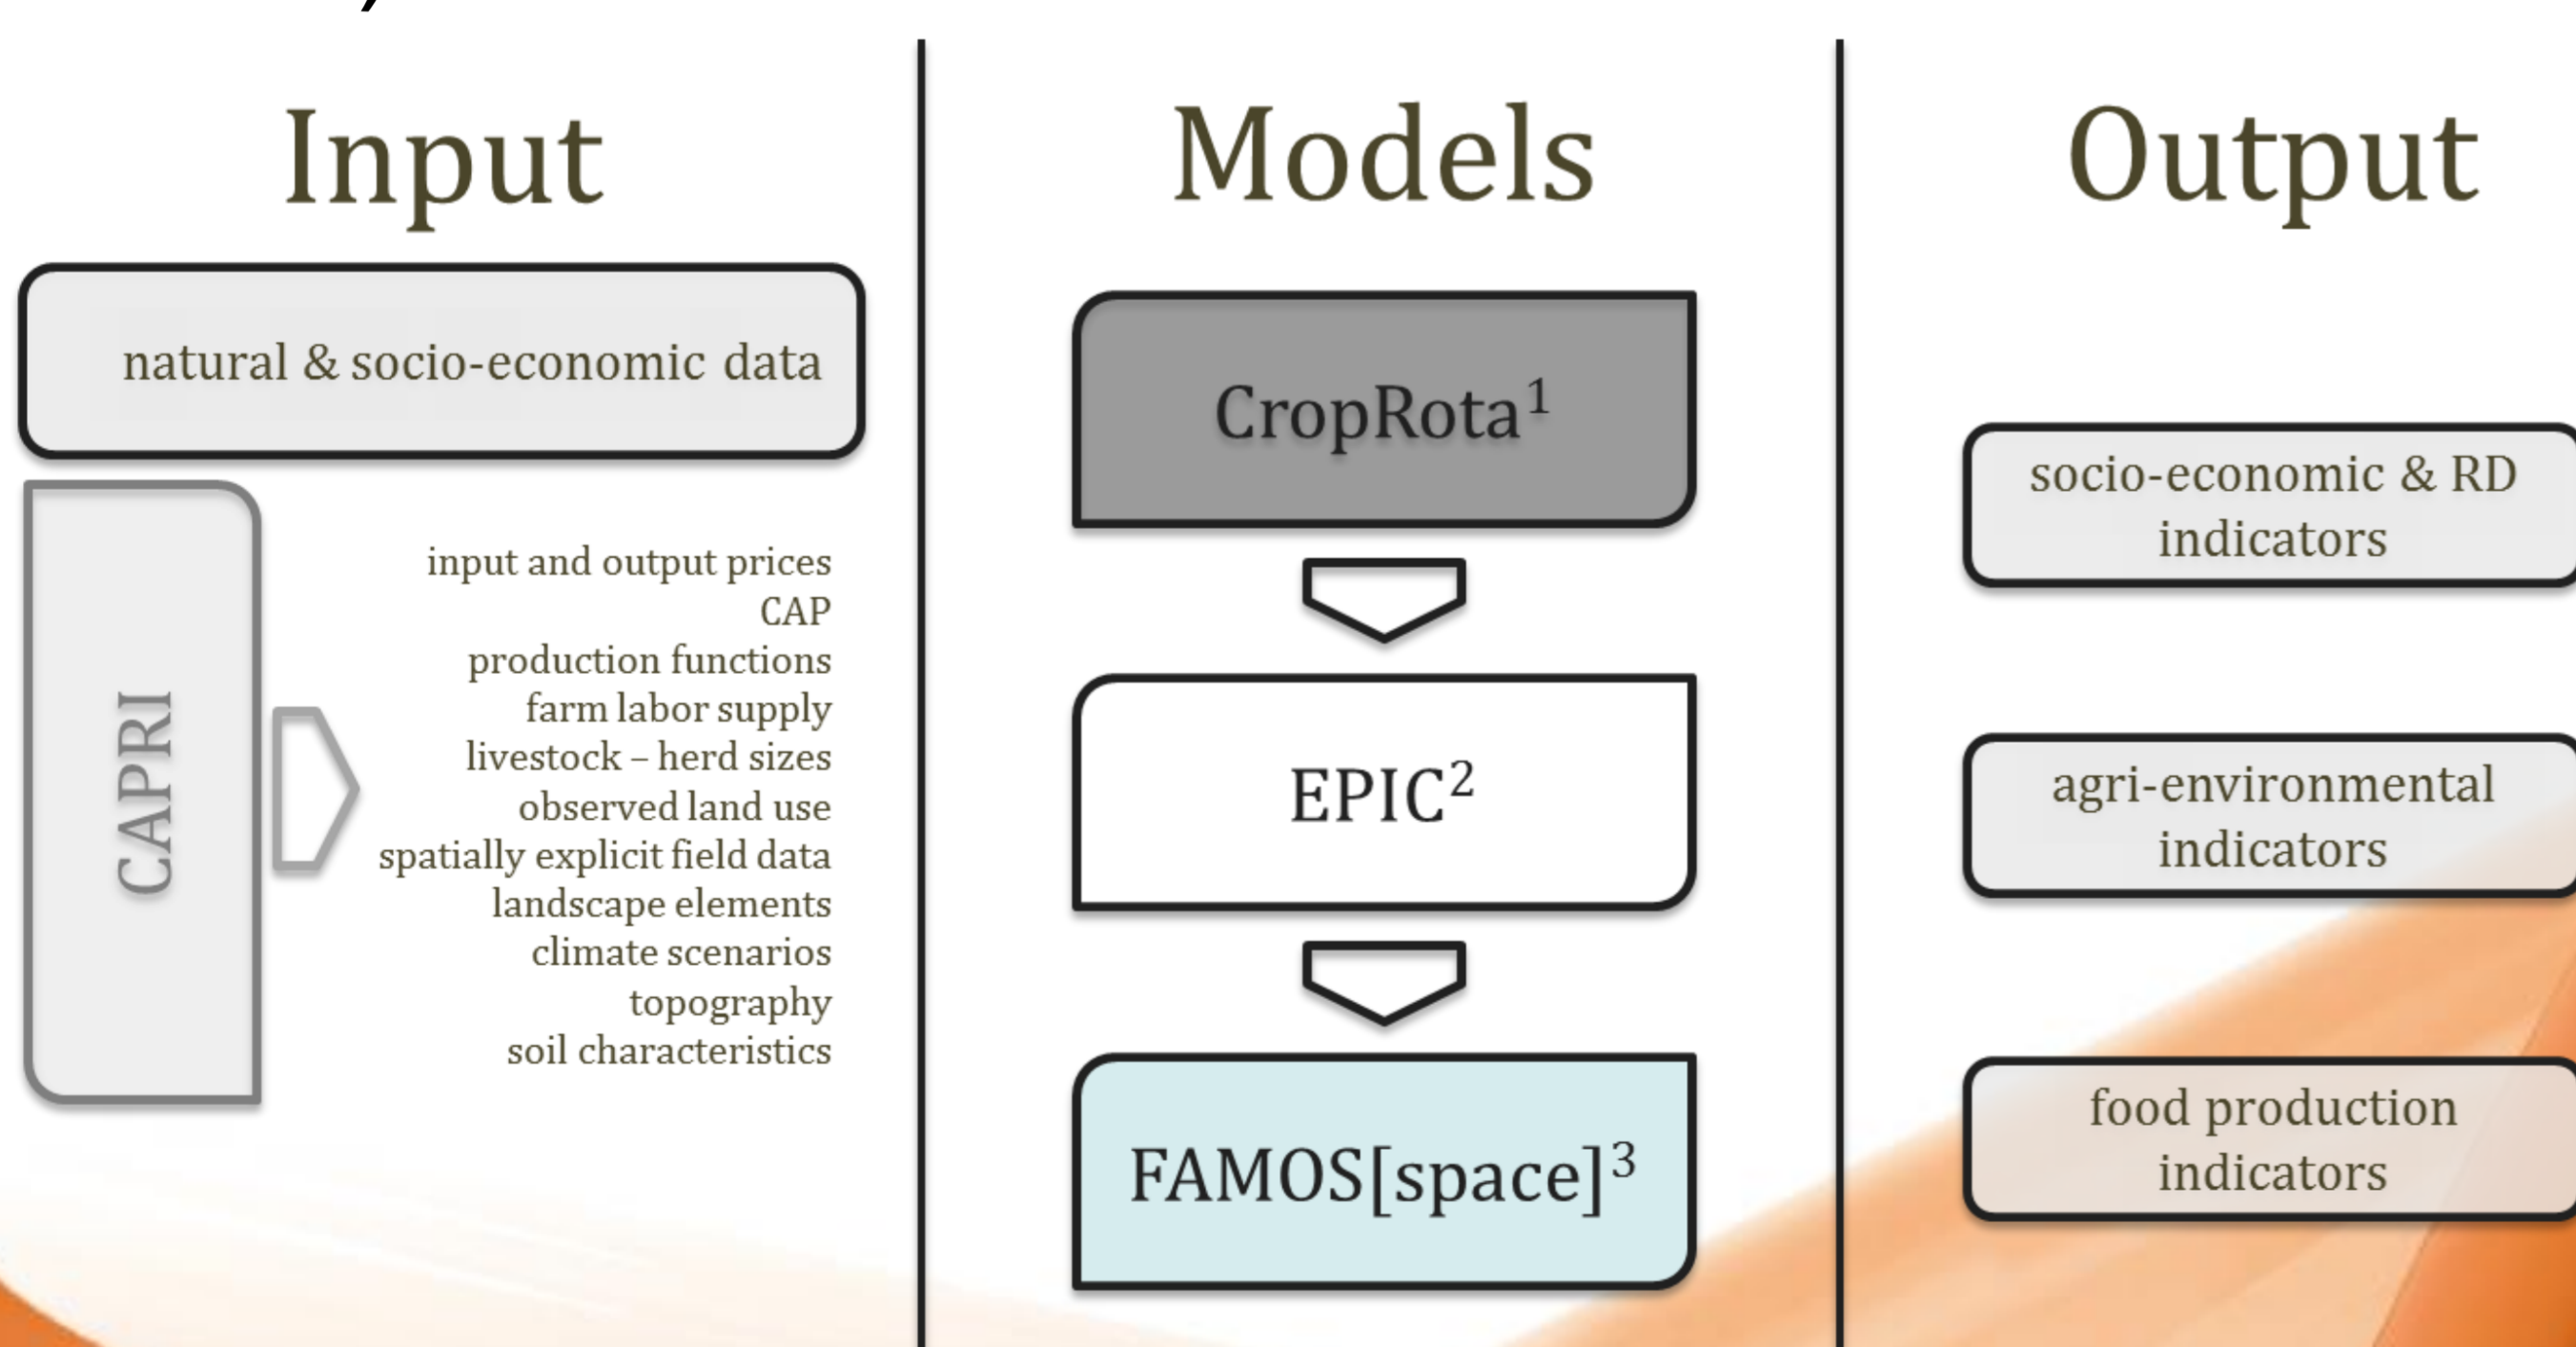 Input
natural & socio-economic data
CAPRI
input and output prices
CAP
production functions
farm labor supply
livestock – herd sizes
observed land use
spatially explicit field data
landscape elements
climate scenarios
topography
soil characteristics
Models
CropRota¹
EPIC²
FAMOS[space]³
Output
socio-economic & RD
indicators
agri-environmental
indicators
food production
indicators